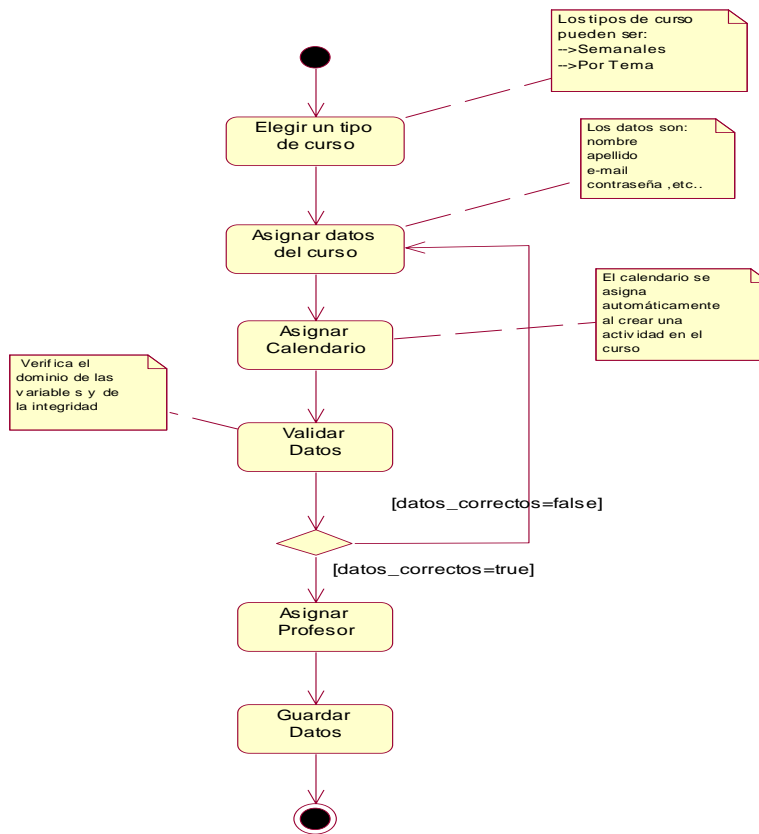 Los tipos de curso
pueden ser:
-->Semanales
-->Por Tema
Elegir un tipo
de curso
Los datos son:
nombre
apellido
e-mail
contraseña ,etc..
Asignar datos
del curso
El calendario se
asigna
automáticamente
al crear una
actividad en el
curso
Asignar
Calendario
Verifica el
dominio de las
variable s y de
la integridad
Validar
Datos
[datos_correctos=false]
[datos_correctos=true]
Asignar
Profesor
Guardar
Datos